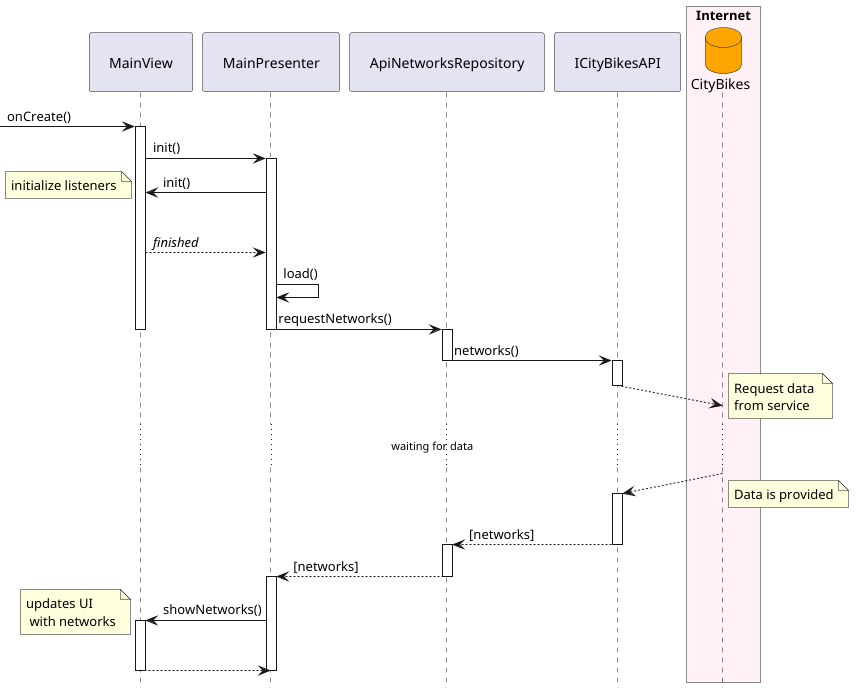 Internet
MainView
MainPresenter
ApiNetworksRepository
ICityBikesAPI
CityBikes
onCreate()
init()
initialize listeners
init()
finished
load()
requestNetworks()
networks()
Request data
from service
waiting for data
Data is provided
[networks]
[networks]
updates UI
with networks
showNetworks()